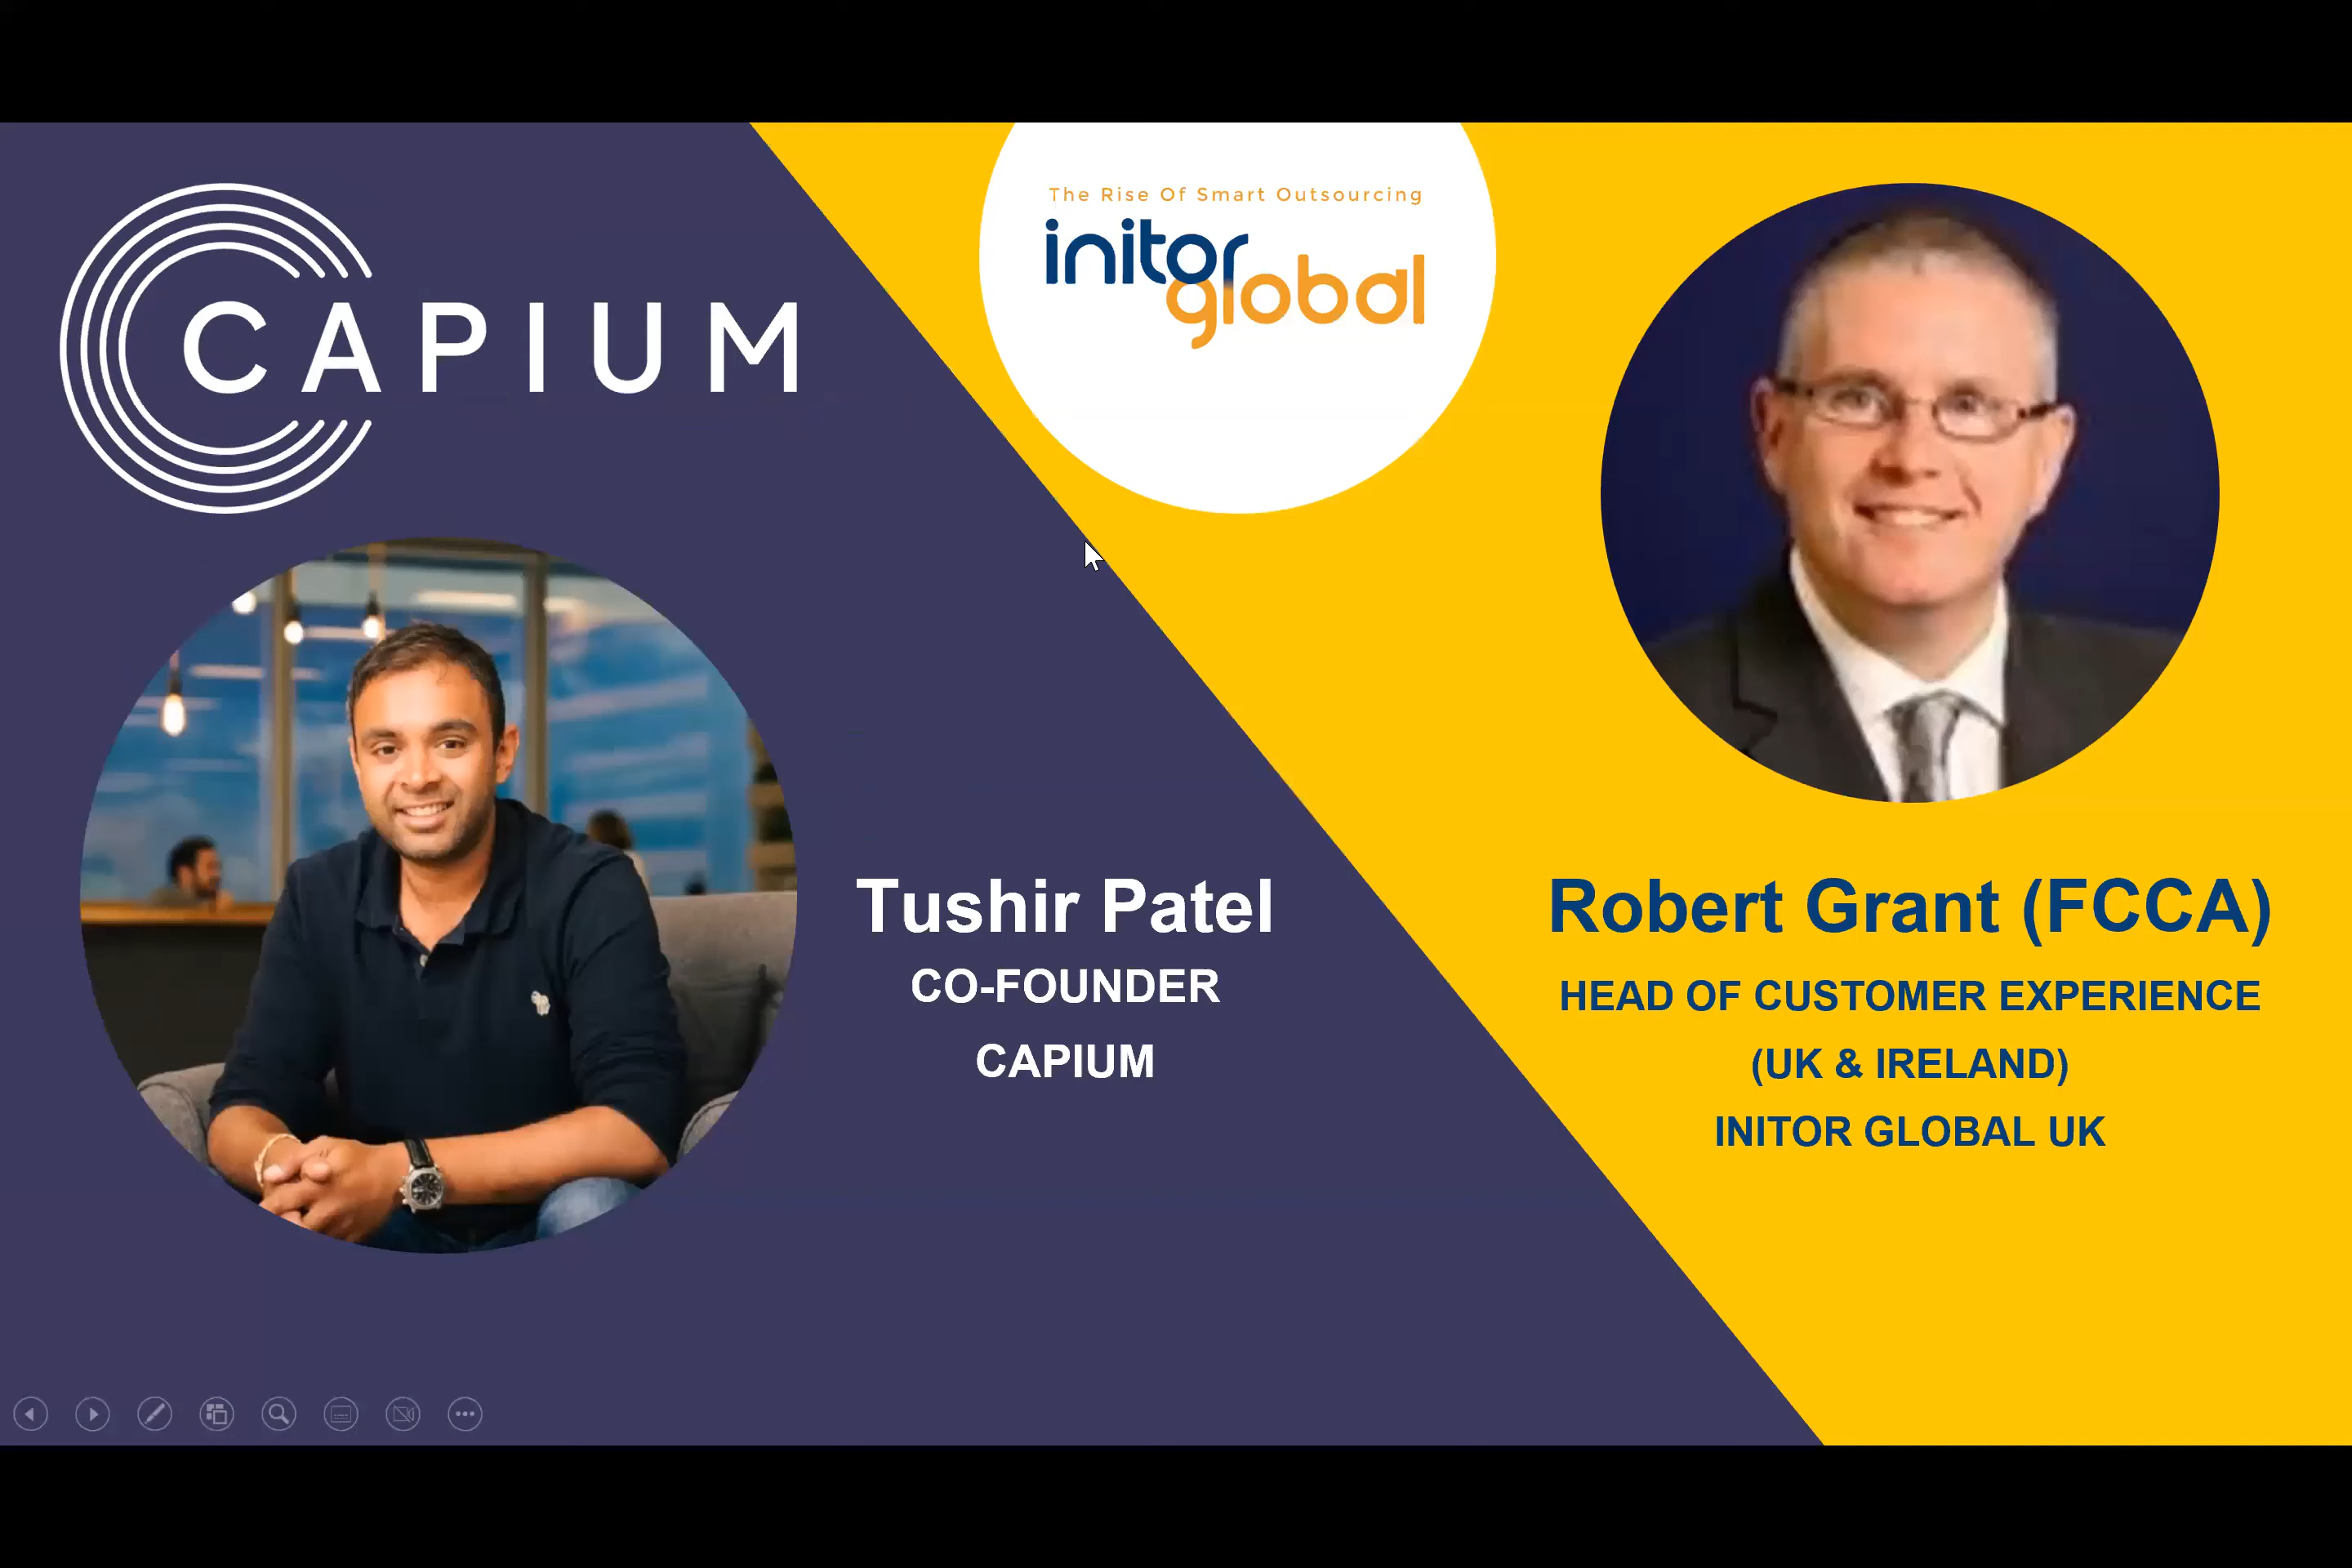 CAPIUM
The Rise Of Smart Outsourcing
initor
global
Tushir Patel
CO-FOUNDER
CAPIUM
Robert Grant (FCCA)
HEAD OF CUSTOMER EXPERIENCE
(UK & IRELAND)
INITOR GLOBAL UK